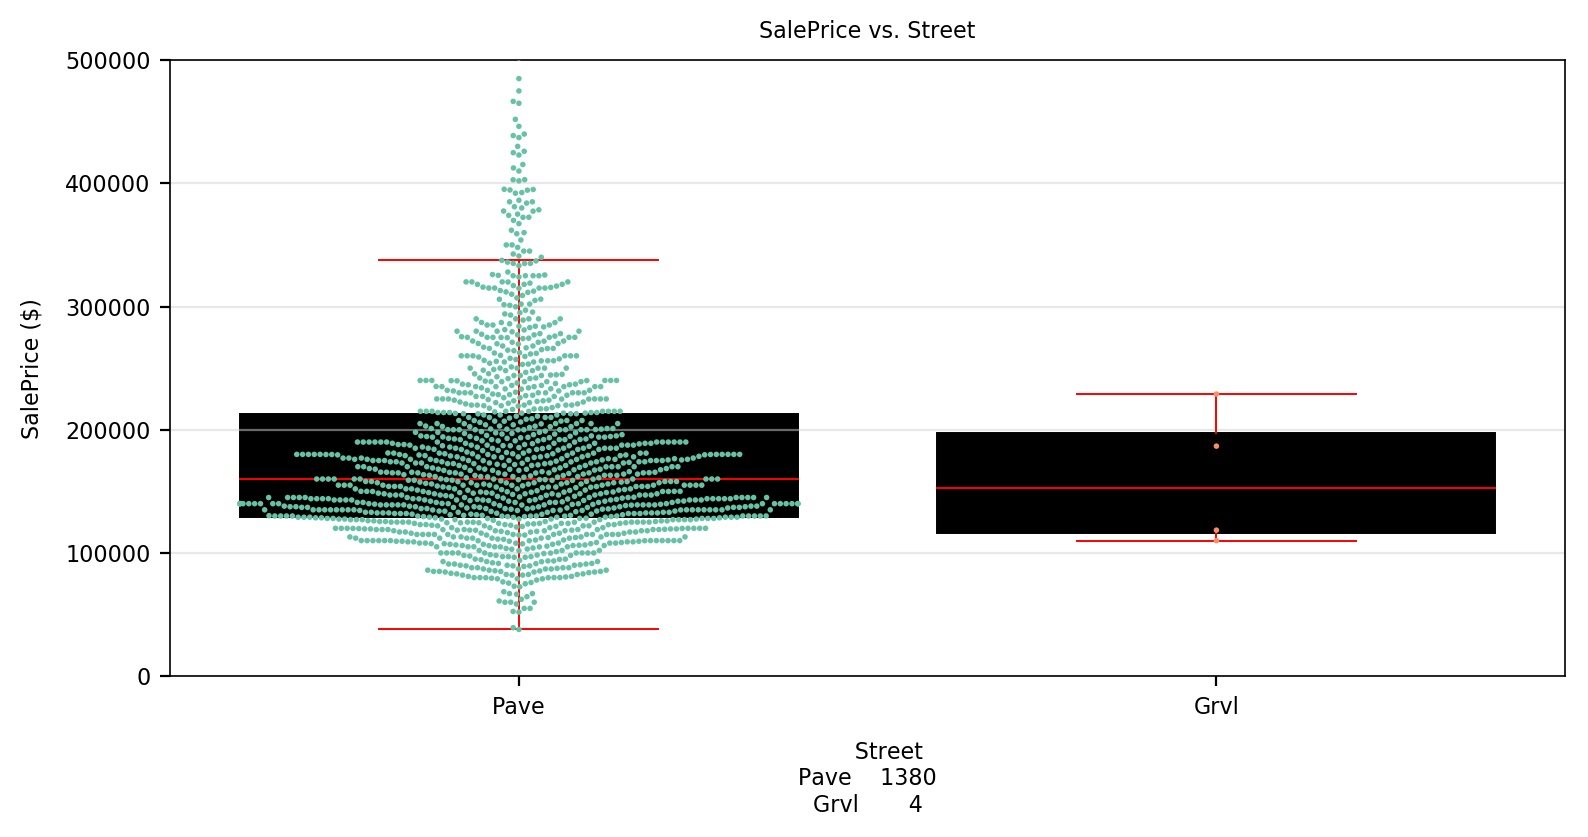 SalePrice vs. Street
500000
400000
300000
200000
100000
0
SalePrice ($)
Pave
Grvl
Street
Pave 1380
Grvl 4